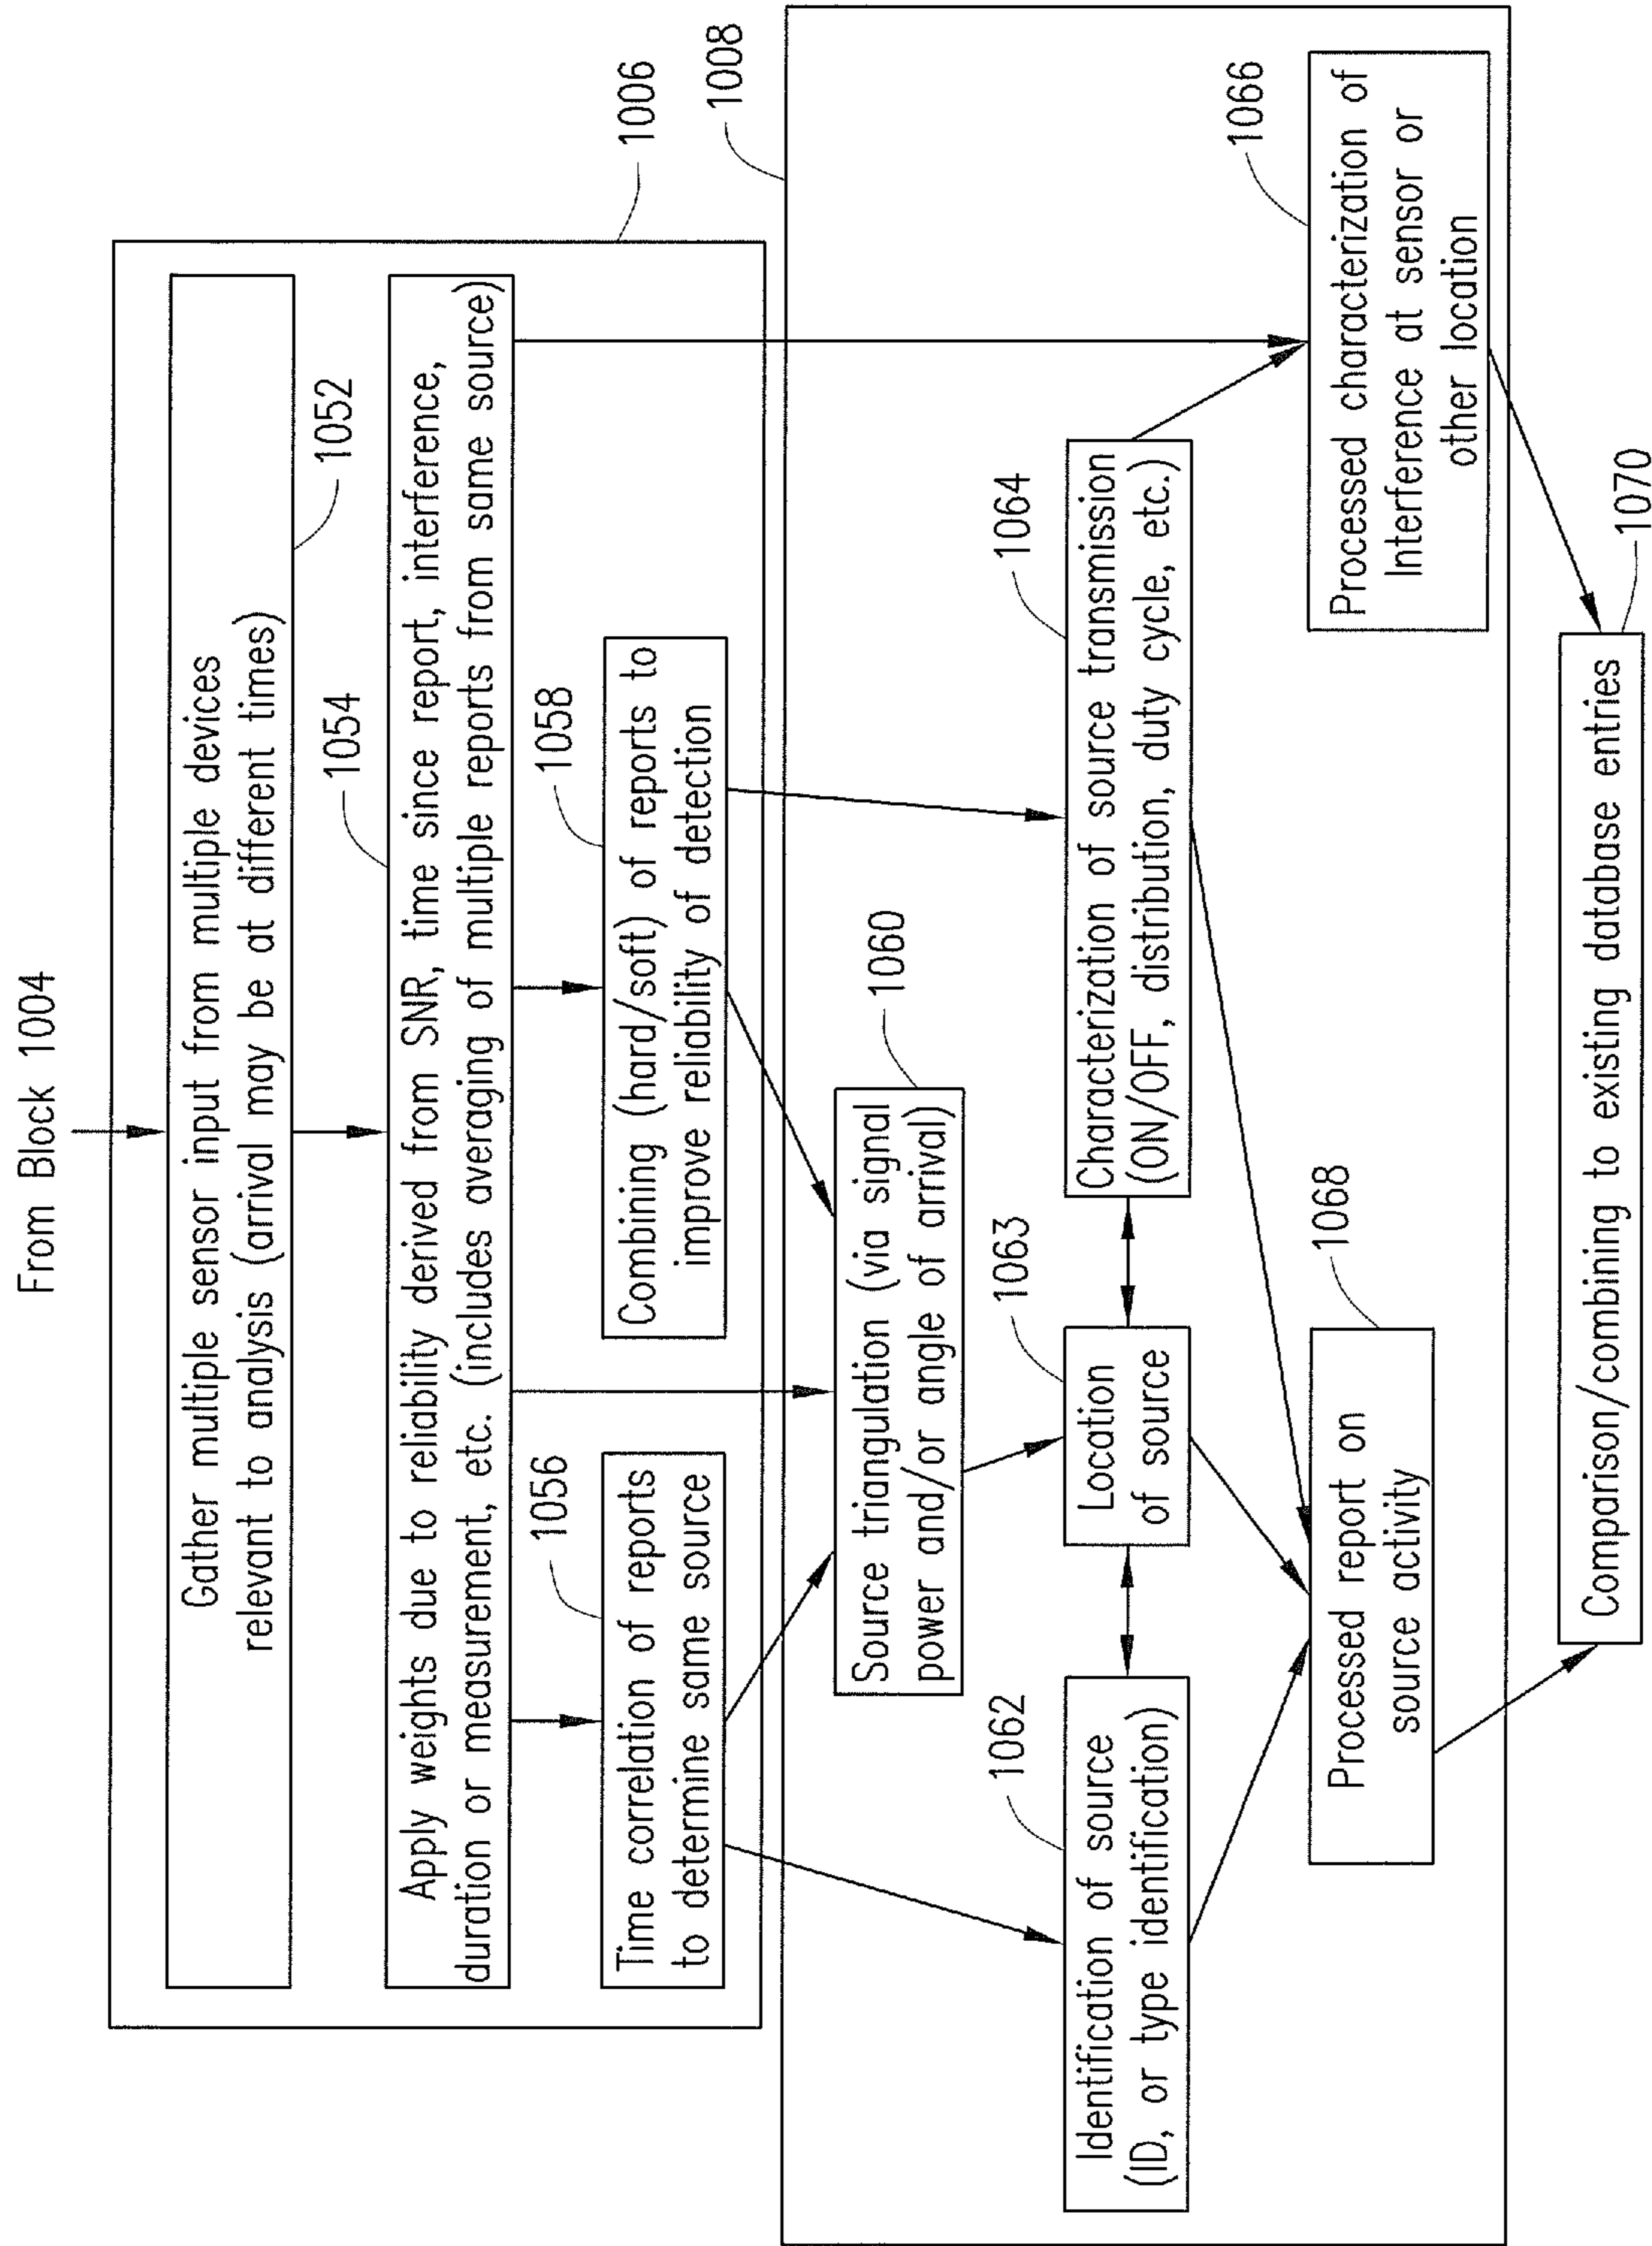 From Block 1004
1006
Gather multiple sensor input from multiple devices
relevant to analysis (arrival may be at different times)
1052
1054
Apply weights due to reliability derived from SNR, time since report, interference,
duration or measurement, etc. (includes averaging of multiple reports from same source)
1056
Time correlation of reports
to determine same source
1058
Combining (hard/soft) of reports to
improve reliability of detection
1008
1060
Source triangulation (via signal
power and/or angle of arrival)
1062
Identification of source
(ID, or type identification)
1063
Location
of source
1064
Characterization of source transmission
(ON/OFF, distribution, duty cycle, etc.)
1066
Processed characterization of
Interference at sensor or
other location
1068
Processed report on
source activity
1070
Comparison/combining to existing database entries